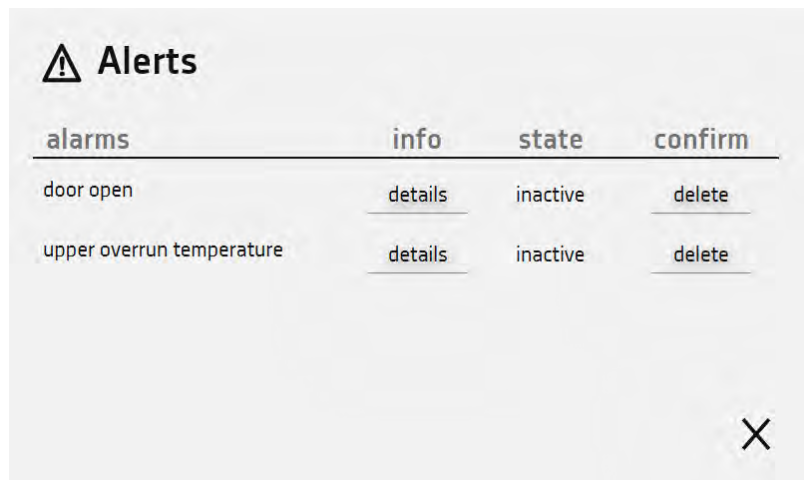 Alerts
alarms info state confirm
door open details inactive delete
upper overrun temperature details inactive delete